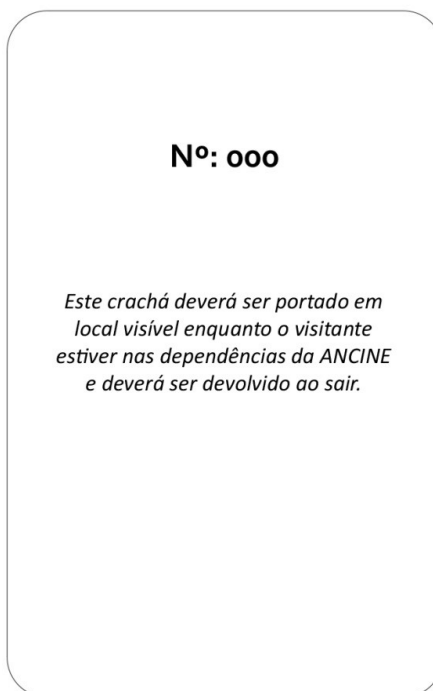 Nº: 000
Este crachá deverá ser portado em
local visível enquanto o visitante
estiver nas dependências da ANCINE
e deverá ser devolvido ao sair.